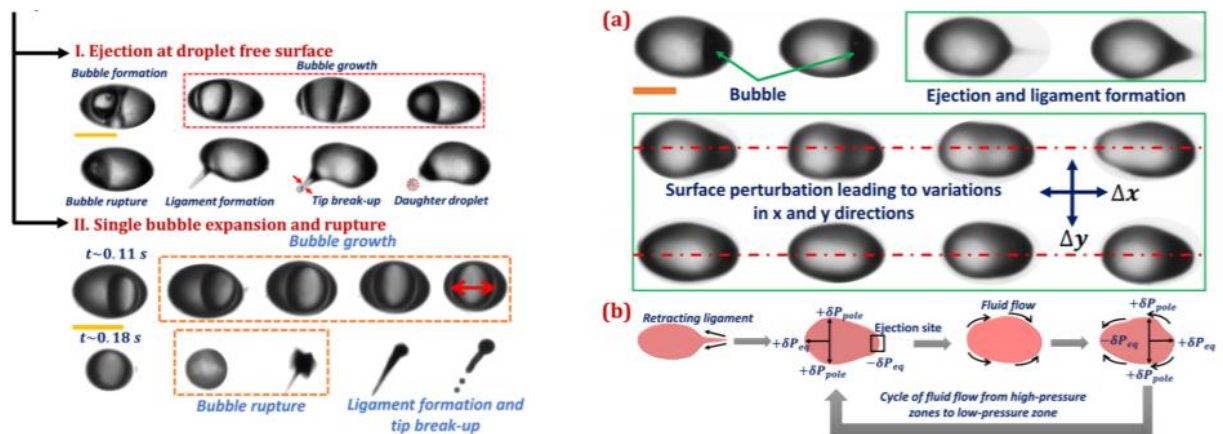 I. Ejection at droplet free surface
Bubble formation
Bubble growth
Bubble rupture
Ligament formation
Tip break-up
Daughter droplet
II. Single bubble expansion and rupture
Bubble growth
t~0.11 s
t~0.18 s
Bubble rupture
Ligament formation and
tip break-up
(a)
Bubble
Ejection and ligament formation
Surface perturbation leading to variations
in x and y directions
Δx
Δy
(b)
Retracting ligament
+δP_pole
+δP_eq
+δP_pole
Ejection site
−δP_eq
Fluid flow
+δP_pole
−δP_eq
+δP_eq
+δP_pole
Cycle of fluid flow from high-pressure
zones to low-pressure zone